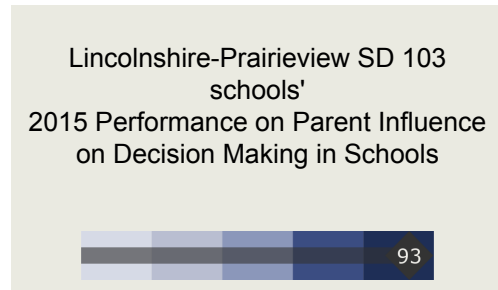 Lincolnshire-Prairieview SD 103
schools'
2015 Performance on Parent Influence
on Decision Making in Schools
93